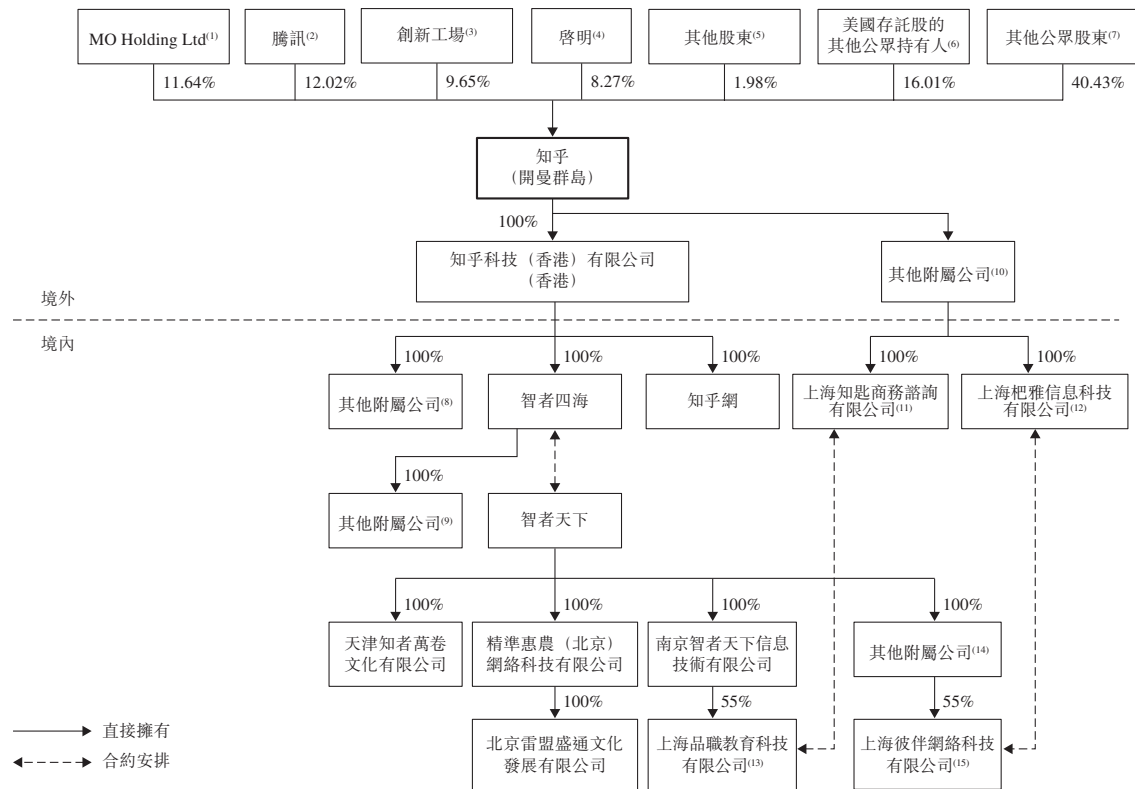 MO Holding Ltd(1)
騰訊(2)
創新工場(3)
啓明(4)
其他股東(5)
美國存託股的
其他公眾持有人(6)
其他公眾股東(7)
11.64%
12.02%
9.65%
8.27%
1.98%
16.01%
40.43%
知乎
(開曼群島)
100%
知乎科技(香港)有限公司
(香港)
其他附屬公司(10)
境外
境內
100%
100%
100%
100%
100%
其他附屬公司(8)
智者四海
知乎網
上海知匙商務諮詢
有限公司(11)
上海杷雅信息科技
有限公司(12)
100%
其他附屬公司(9)
智者天下
100%
100%
100%
100%
天津知者萬卷
文化有限公司
精準惠農(北京)
網絡科技有限公司
南京智者天下信息
技術有限公司
其他附屬公司(14)
100%
55%
55%
直接擁有
合約安排
北京雷盟盛通文化
發展有限公司
上海品職教育科技
有限公司(13)
上海彼伴網絡科技
有限公司(15)